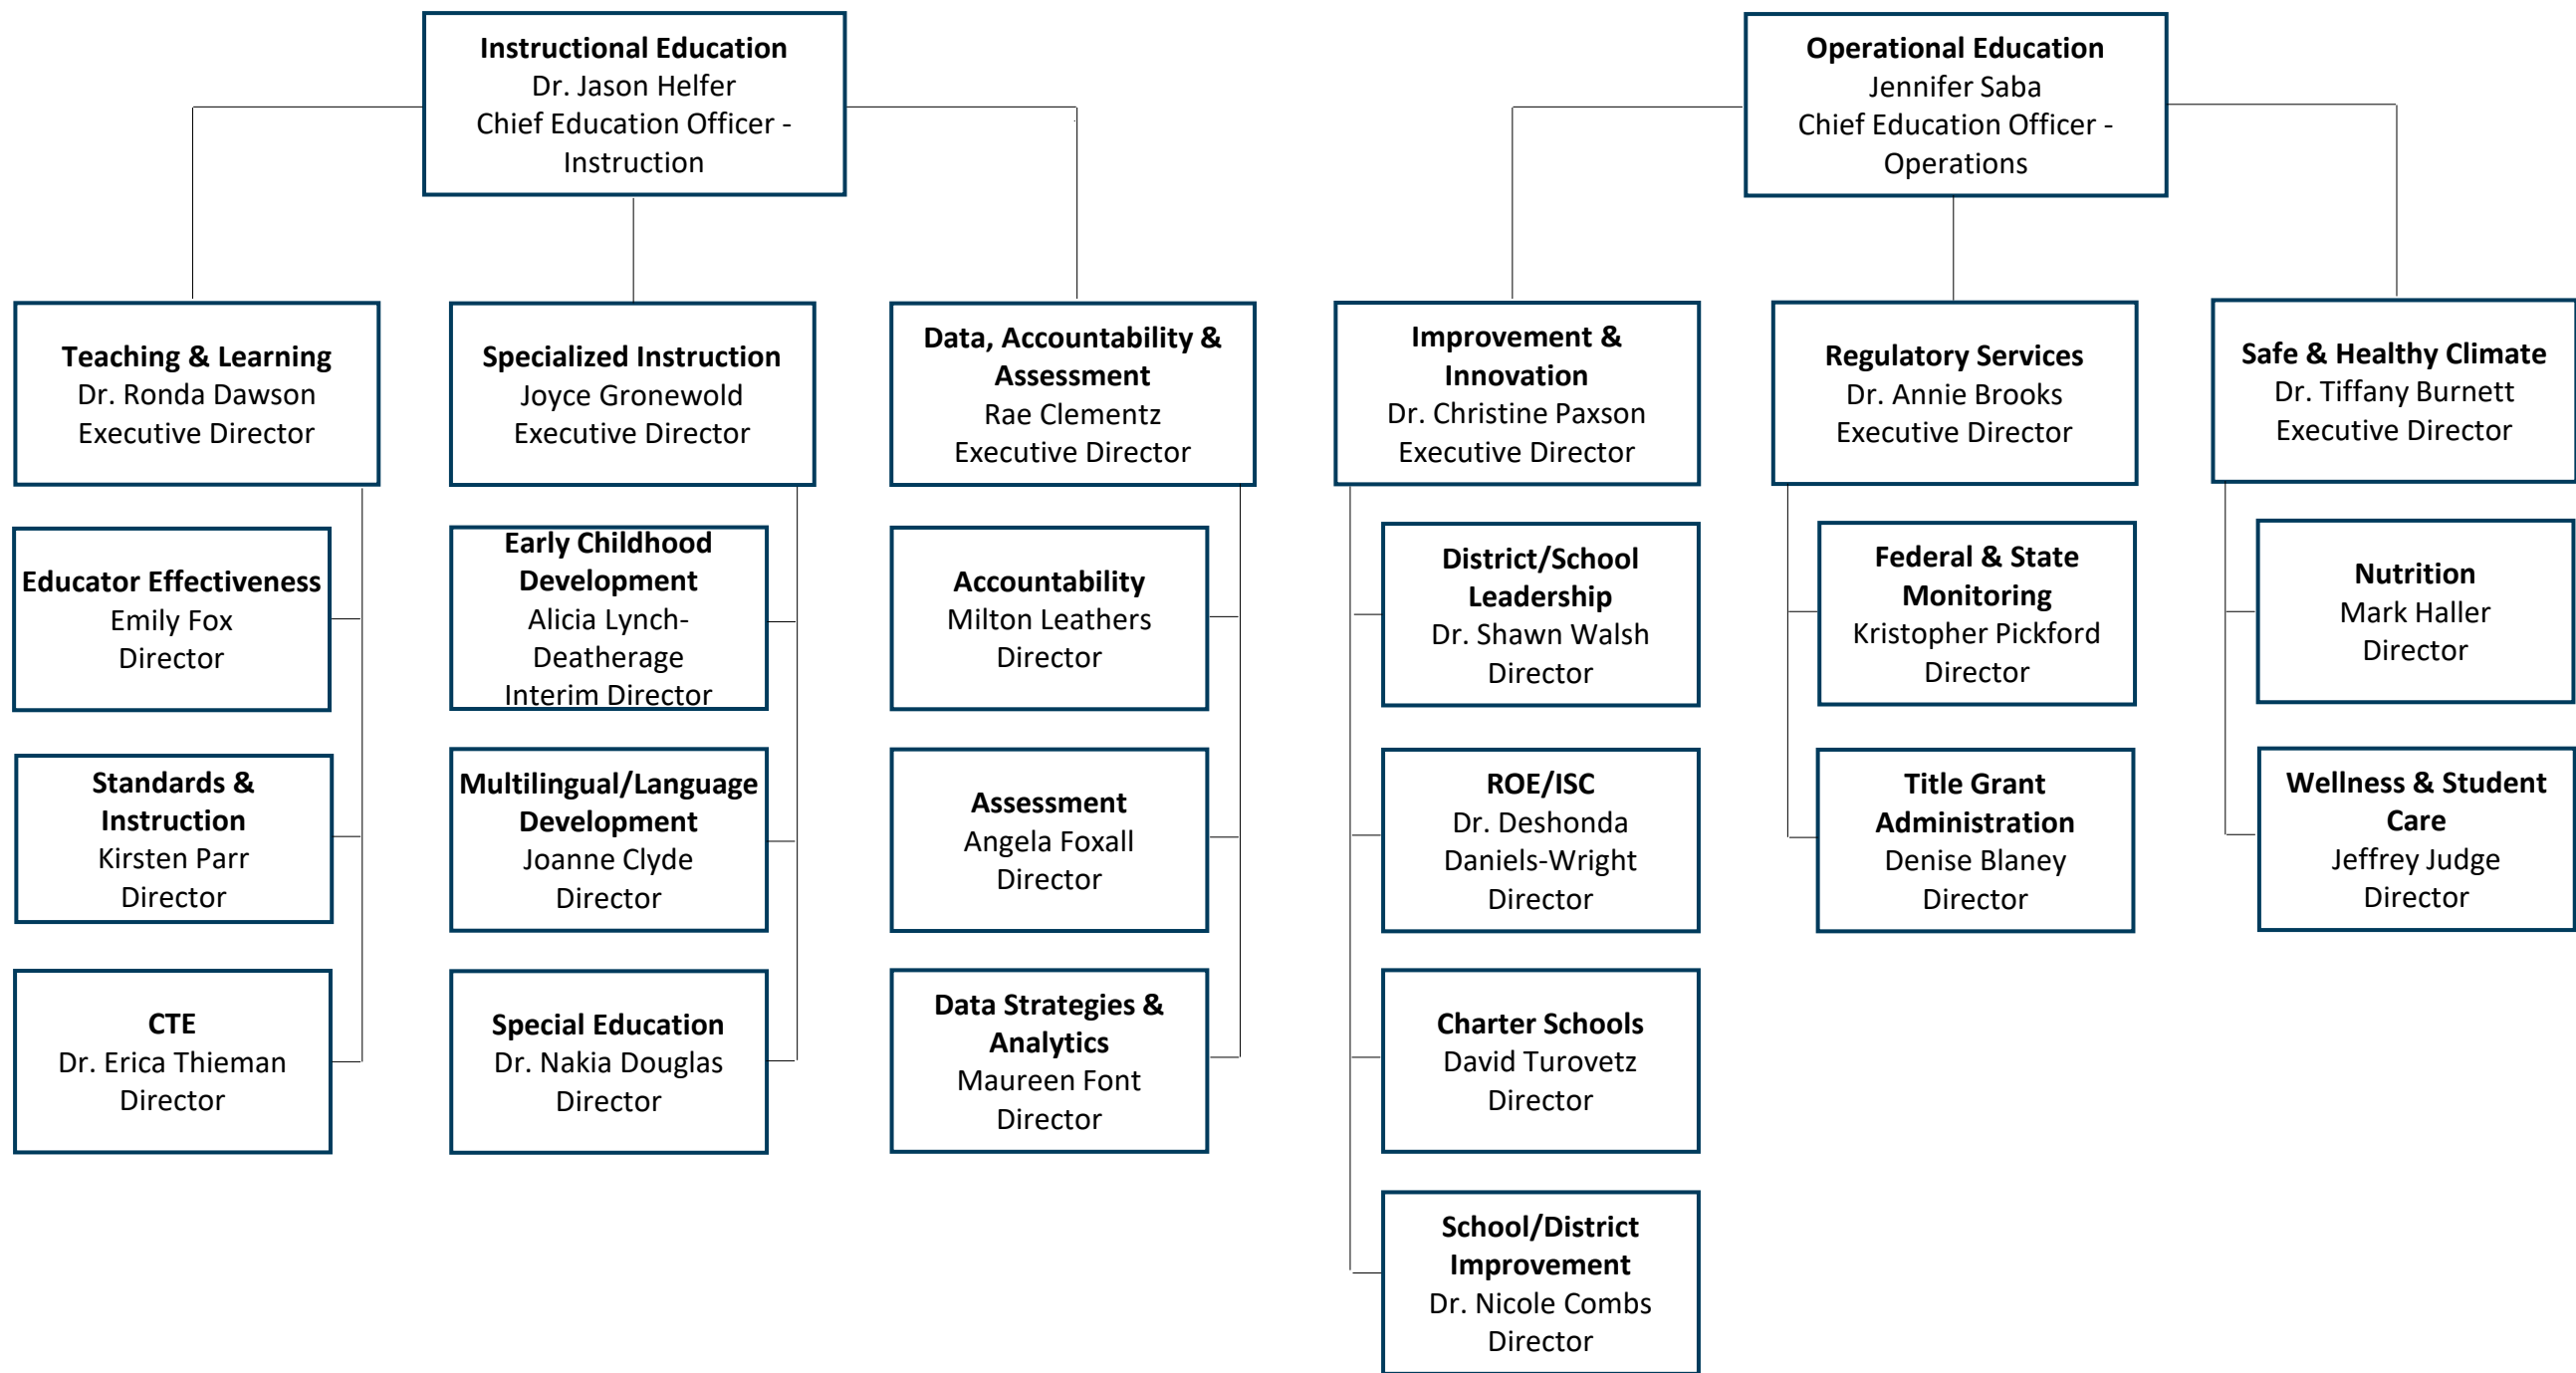 Instructional Education
Dr. Jason Helfer
Chief Education Officer -
Instruction
Operational Education
Jennifer Saba
Chief Education Officer -
Operations
Teaching & Learning
Dr. Ronda Dawson
Executive Director
Specialized Instruction
Joyce Gronewold
Executive Director
Data, Accountability &
Assessment
Rae Clementz
Executive Director
Improvement &
Innovation
Dr. Christine Paxson
Executive Director
Regulatory Services
Dr. Annie Brooks
Executive Director
Safe & Healthy Climate
Dr. Tiffany Burnett
Executive Director
Educator Effectiveness
Emily Fox
Director
Early Childhood
Development
Alicia Lynch-
Deatherage
Interim Director
Accountability
Milton Leathers
Director
District/School
Leadership
Dr. Shawn Walsh
Director
Federal & State
Monitoring
Kristopher Pickford
Director
Nutrition
Mark Haller
Director
Standards &
Instruction
Kirsten Parr
Director
Multilingual/Language
Development
Joanne Clyde
Director
Assessment
Angela Foxall
Director
ROE/ISC
Dr. Deshonda
Daniels-Wright
Director
Title Grant
Administration
Denise Blaney
Director
Wellness & Student
Care
Jeffrey Judge
Director
CTE
Dr. Erica Thieman
Director
Special Education
Dr. Nakia Douglas
Director
Data Strategies &
Analytics
Maureen Font
Director
Charter Schools
David Turovetz
Director
School/District
Improvement
Dr. Nicole Combs
Director